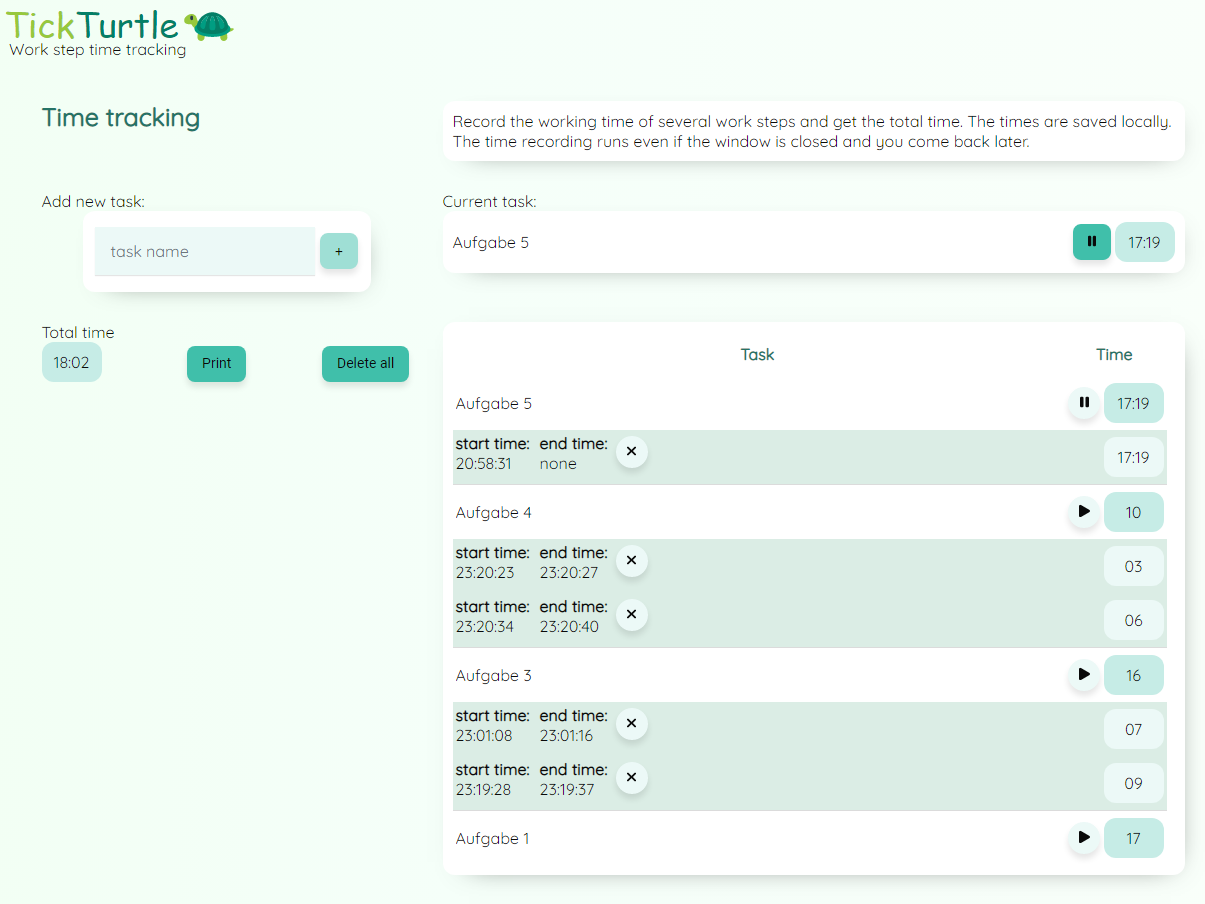 TickTurtle
Work step time tracking
Time tracking
Record the working time of several work steps and get the total time. The times are saved locally.
The time recording runs even if the window is closed and you come back later.
Add new task:
task name
+
Current task:
Aufgabe 5
17:19
Total time
18:02
Print
Delete all
Task Time
Aufgabe 5 17:19
start time: end time:
20:58:31 none
17:19
Aufgabe 4 10
start time: end time:
23:20:23 23:20:27
03
start time: end time:
23:20:34 23:20:40
06
Aufgabe 3 16
start time: end time:
23:01:08 23:01:16
07
start time: end time:
23:19:28 23:19:37
09
Aufgabe 1 17